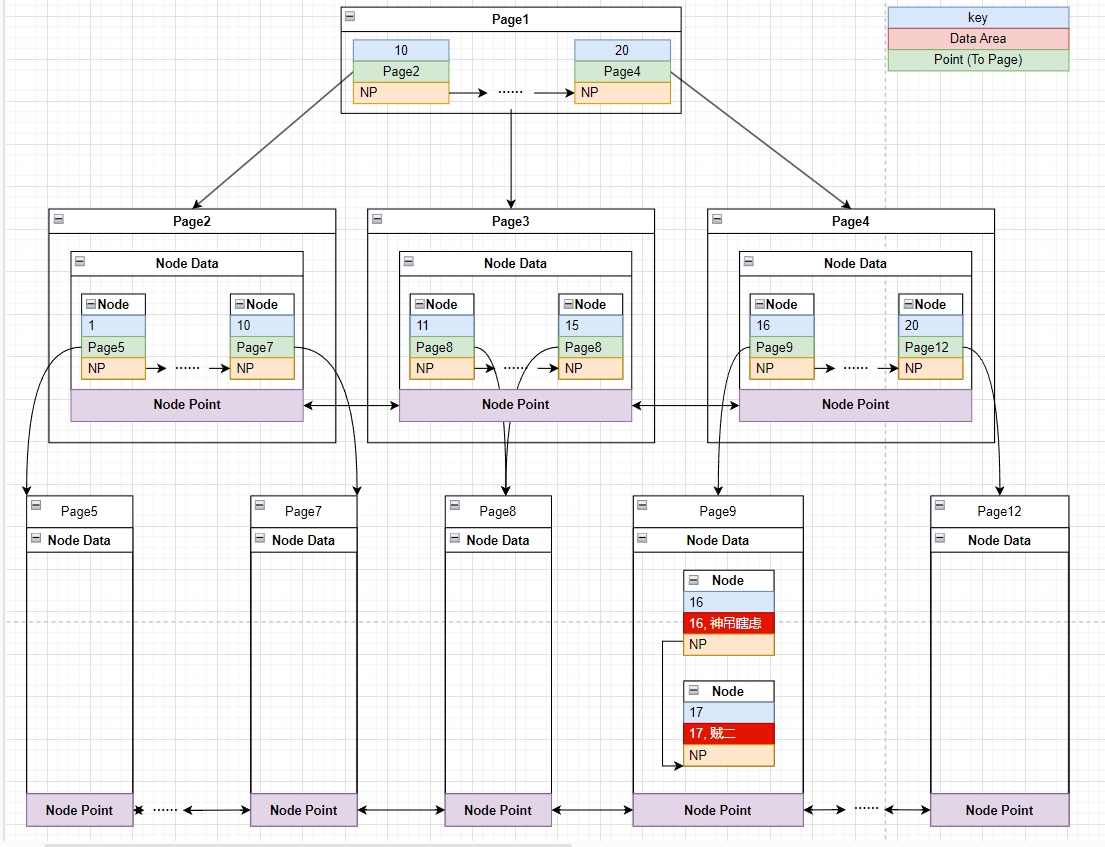 Page1
10
Page2
NP
......
20
Page4
NP
key
Data Area
Point (To Page)
Page2
Node Data
Node
1
Page5
NP
......
Node
10
Page7
NP
Node Point
Page3
Node Data
Node
11
Page8
NP
......
Node
15
Page8
NP
Node Point
Page4
Node Data
Node
16
Page9
NP
......
Node
20
Page12
NP
Node Point
Page5
Node Data
Node Point
......
Page7
Node Data
Node Point
Page8
Node Data
Node Point
Page9
Node Data
Node
16
16, 神吊瞎虑
NP
Node
17
17, 贼二
NP
Node Point
......
Page12
Node Data
Node Point